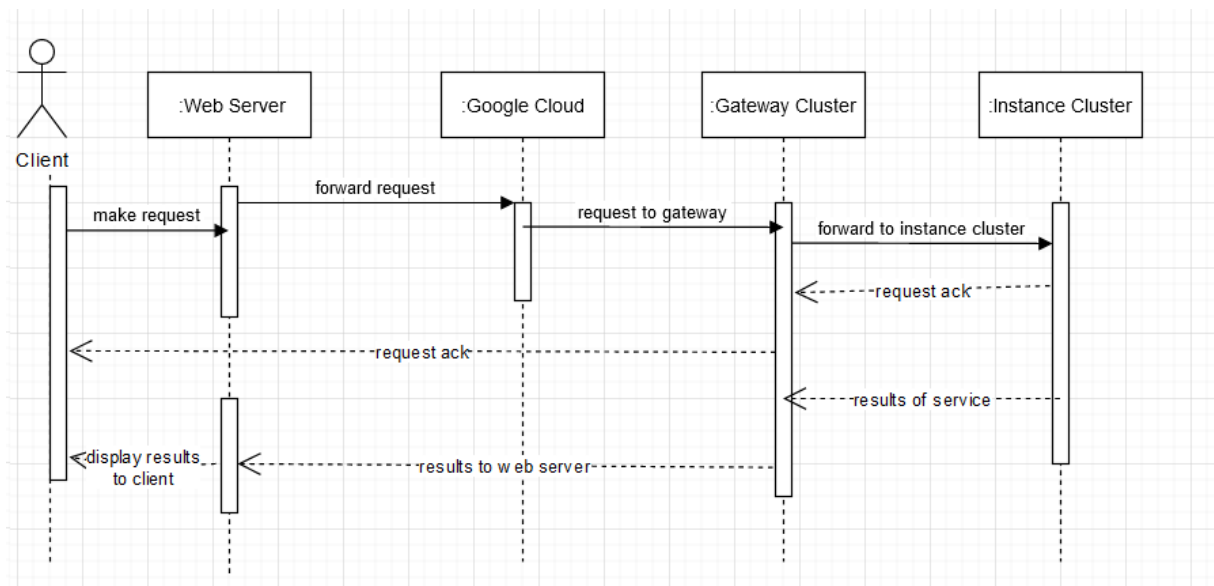 :Web Server
:Google Cloud
:Gateway Cluster
:Instance Cluster
Client
forward request
make request
request to gateway
forward to instance cluster
request ack
request ack
results of service
display results
to client
results to web server